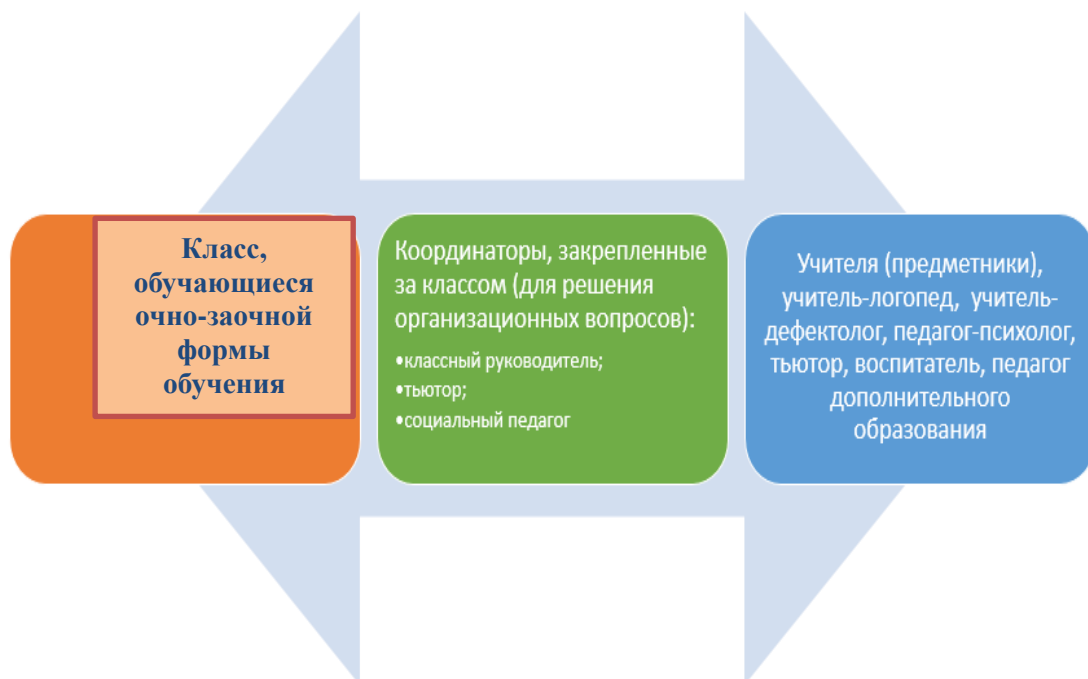 Класс,
обучающиеся
очно-заочной
формы
обучения
Координаторы, закрепленные
за классом (для решения
организационных вопросов):
•классный руководитель;
•тьютор;
•социальный педагог
Учителя (предметники),
учитель-логопед, учитель-
дефектолог, педагог-психолог,
тьютор, воспитатель, педагог
дополнительного
образования